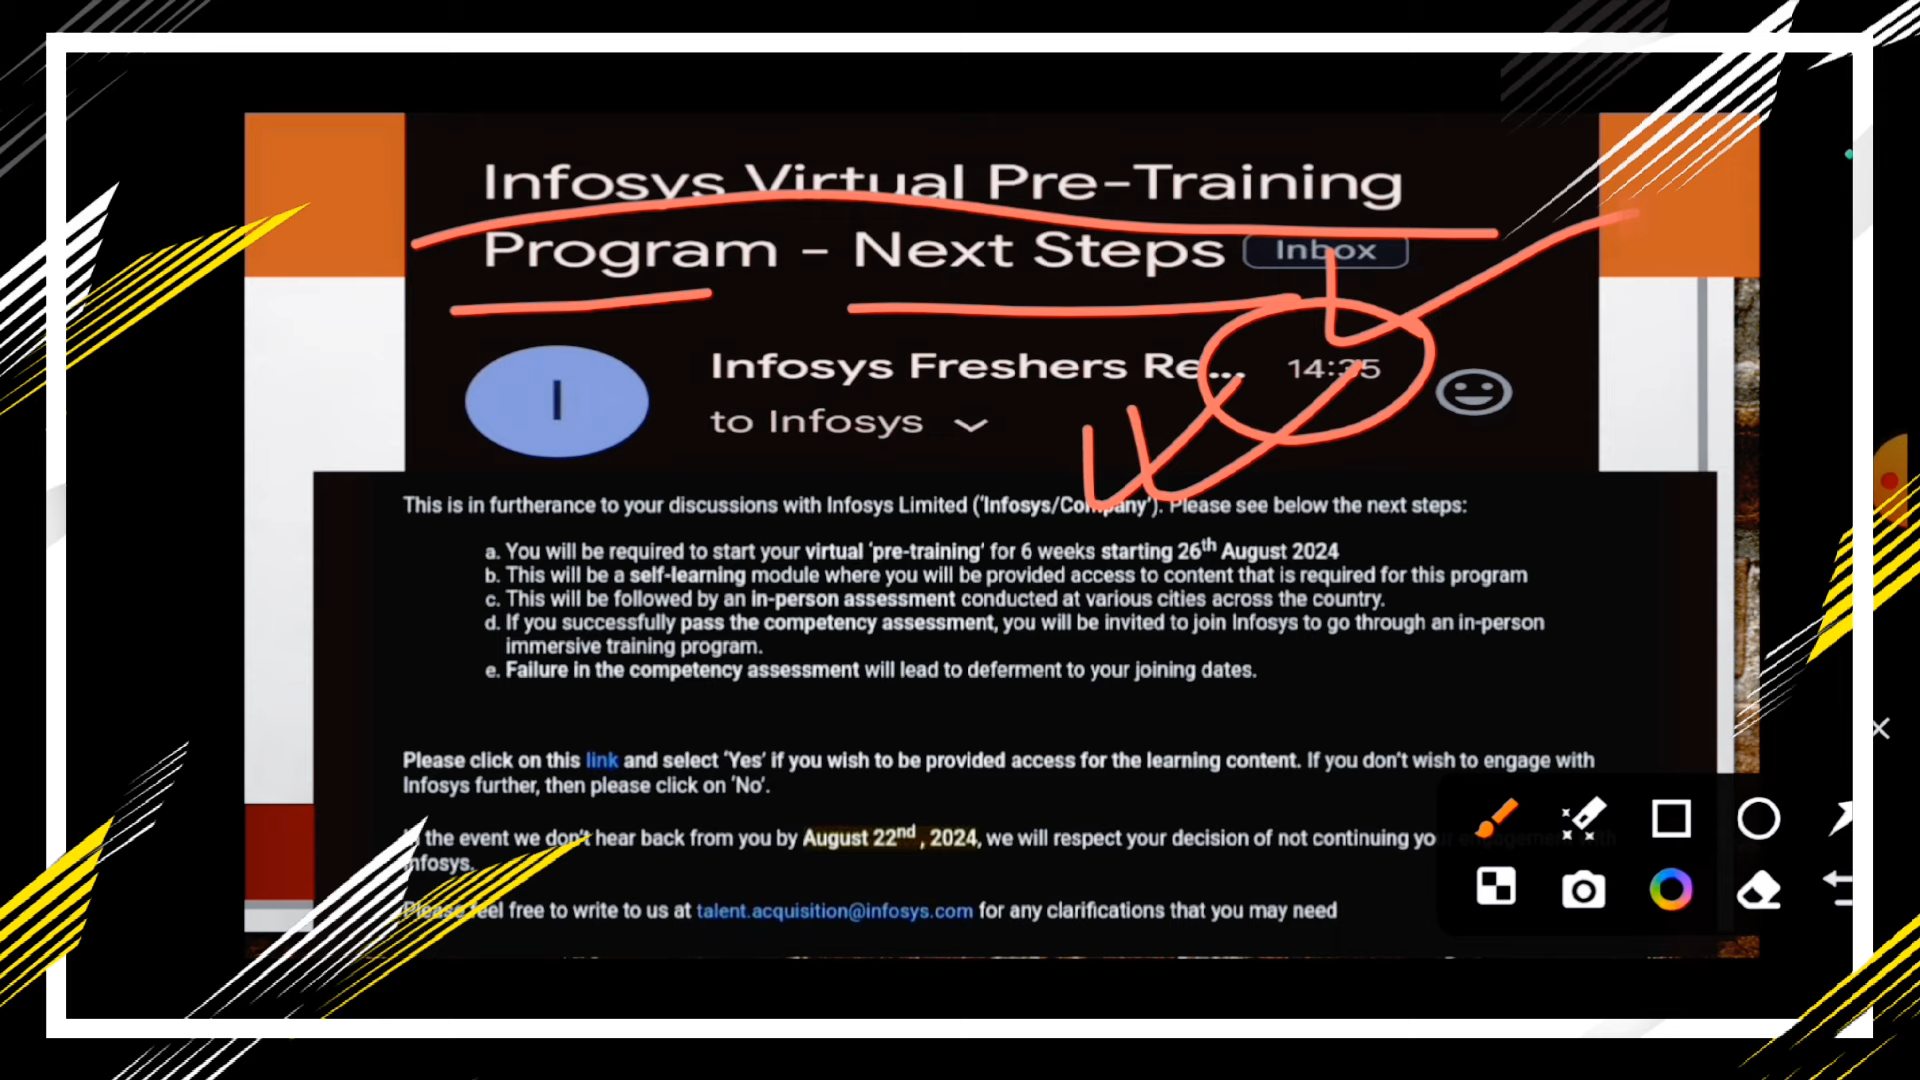 Infosys Virtual Pre-Training
Program - Next Steps Inbox
I
Infosys Freshers Re... 14:35
to Infosys
This is in furtherance to your discussions with Infosys Limited ('Infosys/Company'). Please see below the next steps:
a. You will be required to start your virtual 'pre-training' for 6 weeks starting 26th August 2024
b. This will be a self-learning module where you will be provided access to content that is required for this program
c. This will be followed by an in-person assessment conducted at various cities across the country.
d. If you successfully pass the competency assessment, you will be invited to join Infosys to go through an in-person
immersive training program.
e. Failure in the competency assessment will lead to deferment to your joining dates.
Please click on this link and select 'Yes' if you wish to be provided access for the learning content. If you don't wish to engage with
Infosys further, then please click on 'No'.
In the event we don't hear back from you by August 22nd , 2024, we will respect your decision of not continuing your engagement with
Infosys.
Please feel free to write to us at talent.acquisition@infosys.com for any clarifications that you may need